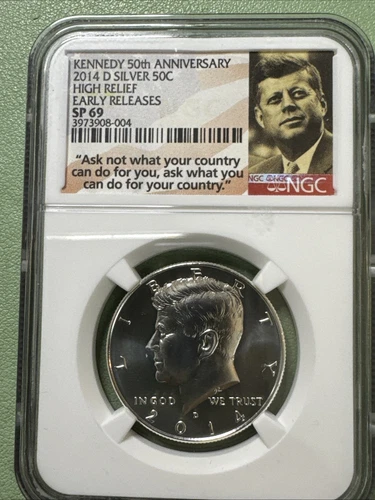 KENNEDY 50th ANNIVERSARY
2014 D SILVER 50C
HIGH RELIEF
EARLY RELEASES
SP 69
3973908-004
"Ask not what your country
can do for you, ask what you
can do for your country."
NGC NGC NGC
LIBERTY
IN GOD WE TRUST
D
2014